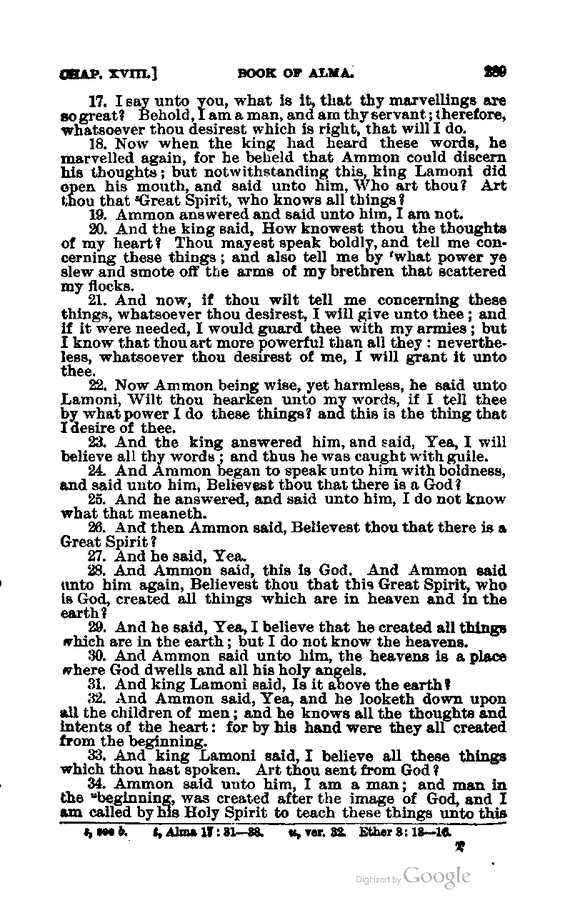 CHAP. XVIII.] BOOK OF ALMA. 289
17. I say unto you, what is it, that thy marvellings are
so great? Behold, I am a man, and am thy servant; therefore,
whatsoever thou desirest which is right, that will I do.
18. Now when the king had heard these words, he
marvelled again, for he beheld that Ammon could discern
his thoughts; but notwithstanding this, king Lamoni did
open his mouth, and said unto him, Who art thou? Art
thou that ˢGreat Spirit, who knows all things?
19. Ammon answered and said unto him, I am not.
20. And the king said, How knowest thou the thoughts
of my heart? Thou mayest speak boldly, and tell me con-
cerning these things; and also tell me by ᵗwhat power ye
slew and smote off the arms of my brethren that scattered
my flocks.
21. And now, if thou wilt tell me concerning these
things, whatsoever thou desirest, I will give unto thee; and
if it were needed, I would guard thee with my armies; but
I know that thou art more powerful than all they: neverthe-
less, whatsoever thou desirest of me, I will grant it unto
thee.
22. Now Ammon being wise, yet harmless, he said unto
Lamoni, Wilt thou hearken unto my words, if I tell thee
by what power I do these things? and this is the thing that
I desire of thee.
23. And the king answered him, and said, Yea, I will
believe all thy words; and thus he was caught with guile.
24. And Ammon began to speak unto him with boldness,
and said unto him, Believest thou that there is a God?
25. And he answered, and said unto him, I do not know
what that meaneth.
26. And then Ammon said, Believest thou that there is a
Great Spirit?
27. And he said, Yea.
28. And Ammon said, this is God. And Ammon said
unto him again, Believest thou that this Great Spirit, who
is God, created all things which are in heaven and in the
earth?
29. And he said, Yea, I believe that he created all things
which are in the earth; but I do not know the heavens.
30. And Ammon said unto him, the heavens is a place
where God dwells and all his holy angels.
31. And king Lamoni said, Is it above the earth?
32. And Ammon said, Yea, and he looketh down upon
all the children of men; and he knows all the thoughts and
intents of the heart: for by his hand were they all created
from the beginning.
33. And king Lamoni said, I believe all these things
which thou hast spoken. Art thou sent from God?
34. Ammon said unto him, I am a man; and man in
the ᵘbeginning, was created after the image of God, and I
am called by his Holy Spirit to teach these things unto this
s, see b. t, Alma 17: 31—38. u, ver. 32. Ether 3: 13—16.
T
Digitized by Google